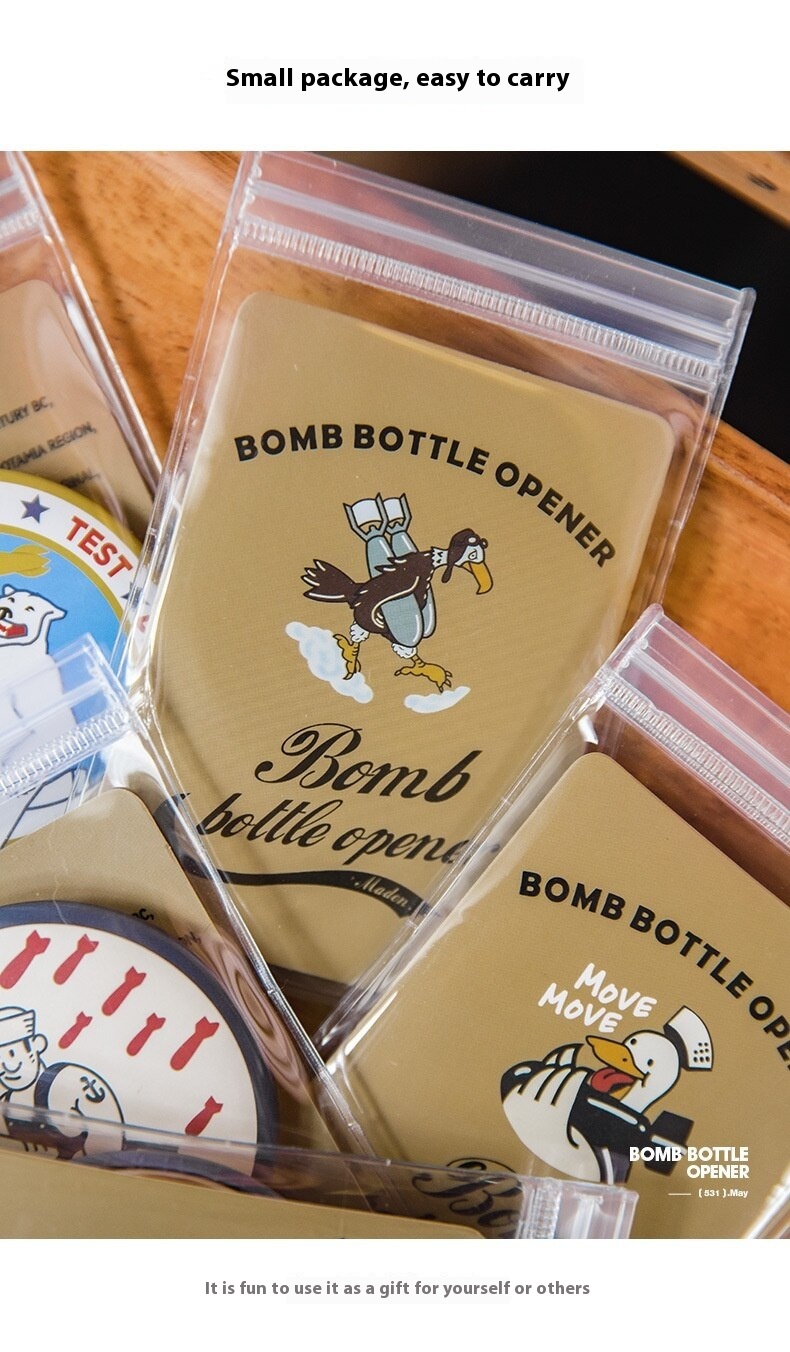 Small package, easy to carry
TURY BC,
OTAMIA REGION,
TEST
BOMB BOTTLE OPENER
Bomb
bottle opene
Maden.
BOMB BOTTLE OPE
MOVE
MOVE
BOMB BOTTLE
OPENER
( 531 ).May
It is fun to use it as a gift for yourself or others